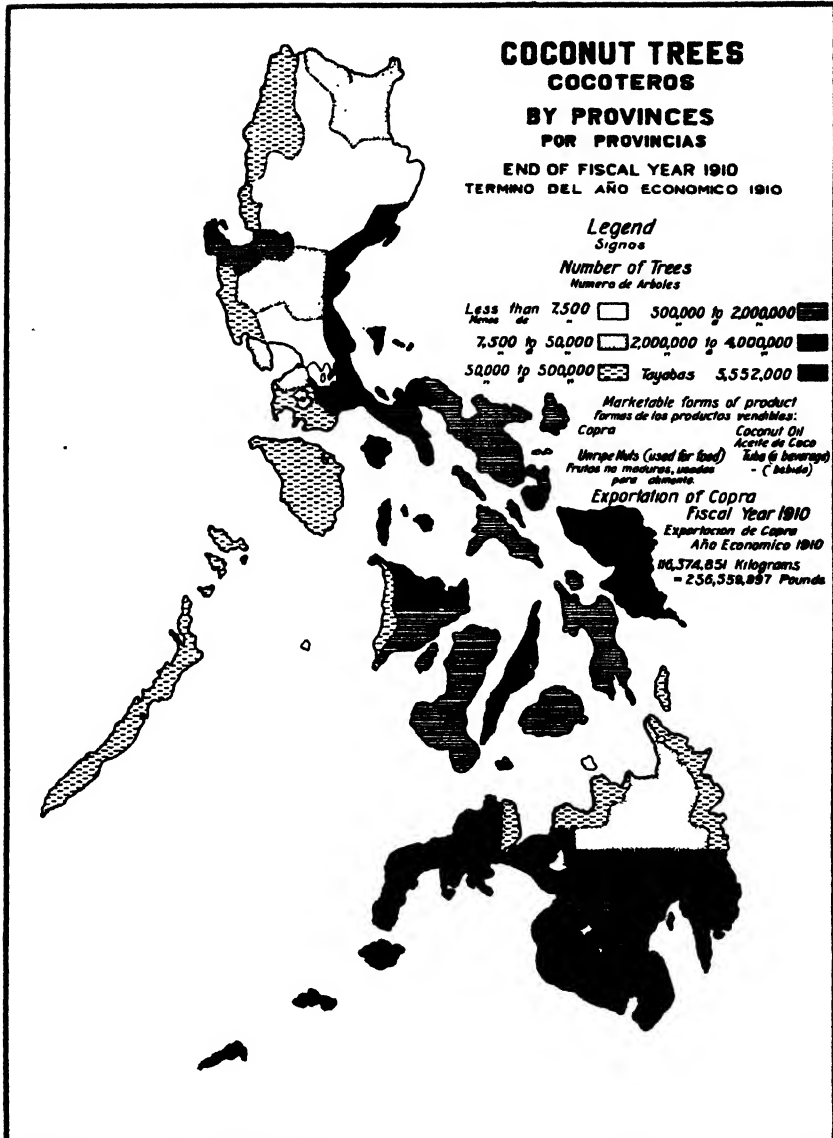 COCONUT TREES
COCOTEROS
BY PROVINCES
POR PROVINCIAS
END OF FISCAL YEAR 1910
TERMINO DEL AÑO ECONOMICO 1910
Legend
Signos
Number of Trees
Numero de Arboles
Less than 7,500 500,000 to 2,000,000
Menos de " " á "
7,500 to 50,000 2,000,000 to 4,000,000
" á " " á "
50,000 to 500,000 Tayabas 5,552,000
" á "
Marketable forms of product
Formas de los productos vendibles:
Copra Coconut Oil
Aceite de Coco
Unripe Nuts (used for food) Tuba (a beverage)
Frutas no maduras, usadas - (bebida)
para alimento.
Exportation of Copra
Fiscal Year 1910
Exportacion de Copra
Año Economico 1910
116,374,851 Kilograms
= 256,559,897 Pounds